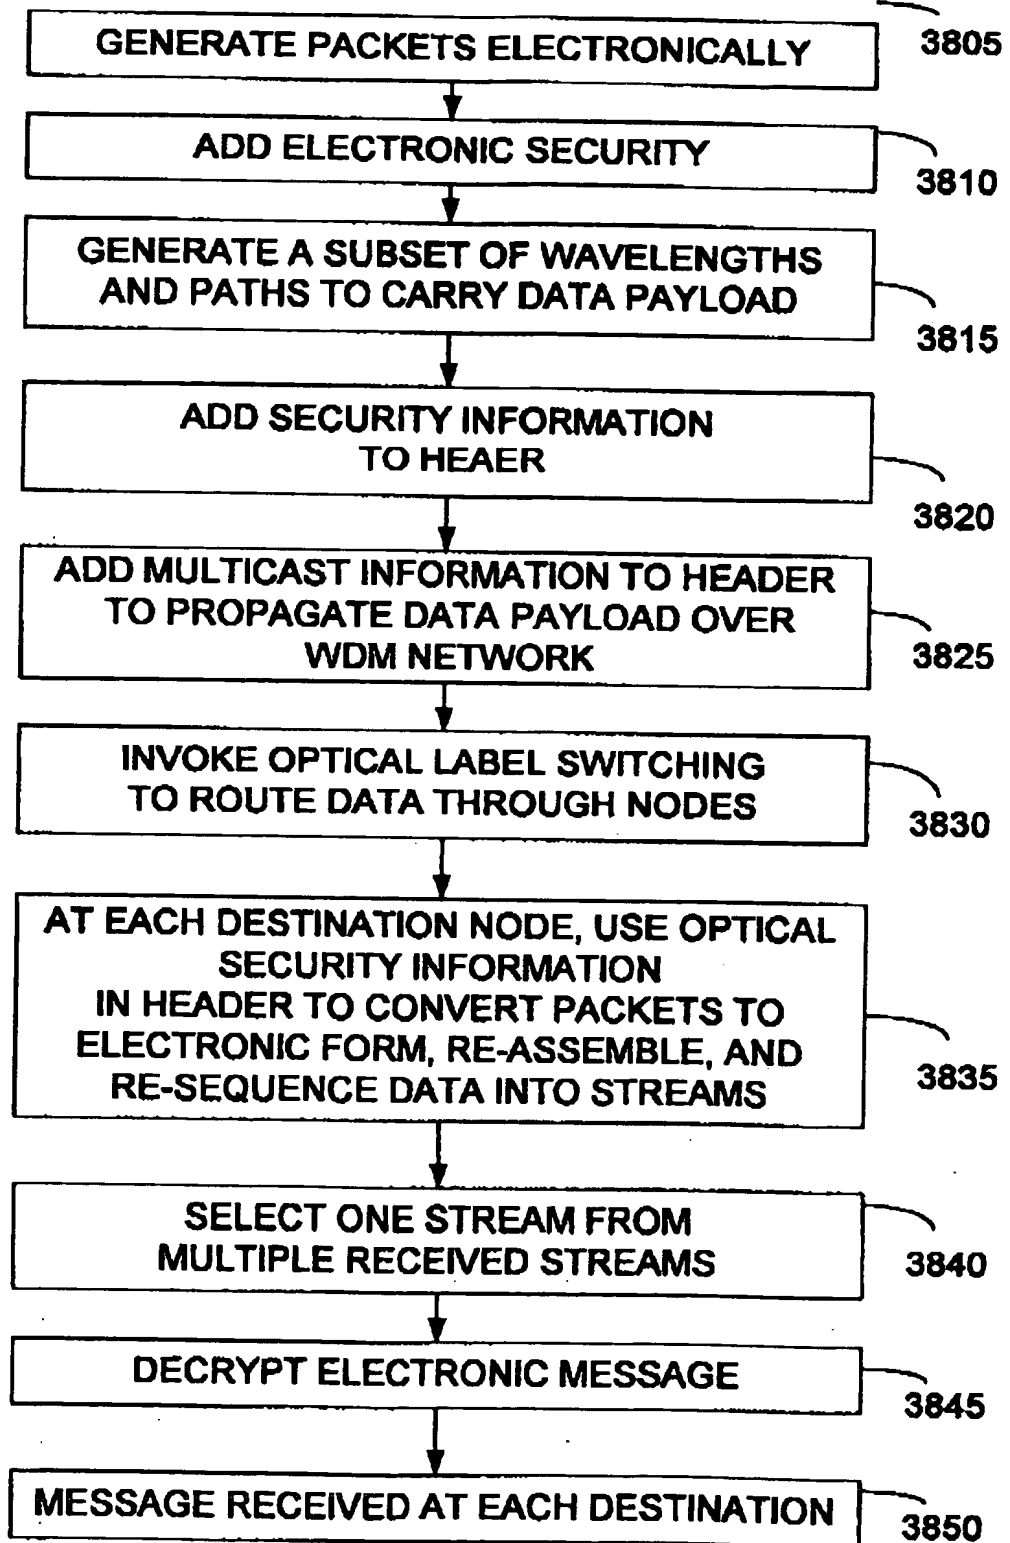 GENERATE PACKETS ELECTRONICALLY
3805
ADD ELECTRONIC SECURITY
3810
GENERATE A SUBSET OF WAVELENGTHS
AND PATHS TO CARRY DATA PAYLOAD
3815
ADD SECURITY INFORMATION
TO HEAER
3820
ADD MULTICAST INFORMATION TO HEADER
TO PROPAGATE DATA PAYLOAD OVER
WDM NETWORK
3825
INVOKE OPTICAL LABEL SWITCHING
TO ROUTE DATA THROUGH NODES
3830
AT EACH DESTINATION NODE, USE OPTICAL
SECURITY INFORMATION
IN HEADER TO CONVERT PACKETS TO
ELECTRONIC FORM, RE-ASSEMBLE, AND
RE-SEQUENCE DATA INTO STREAMS
3835
SELECT ONE STREAM FROM
MULTIPLE RECEIVED STREAMS
3840
DECRYPT ELECTRONIC MESSAGE
3845
MESSAGE RECEIVED AT EACH DESTINATION
3850